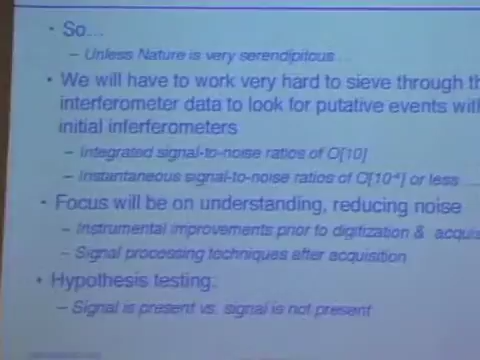 • So...
– Unless Nature is very serendipitous...
• We will have to work very hard to sieve through th
interferometer data to look for putative events with
initial inferferometers
– Integrated signal-to-noise ratios of O[10]
– Instantaneous signal-to-noise ratios of O[10⁻⁴] or less ...
• Focus will be on understanding, reducing noise
– Instrumental improvements prior to digitization & acquis
– Signal processing techniques after acquisition
• Hypothesis testing.
– Signal is present vs. signal is not present